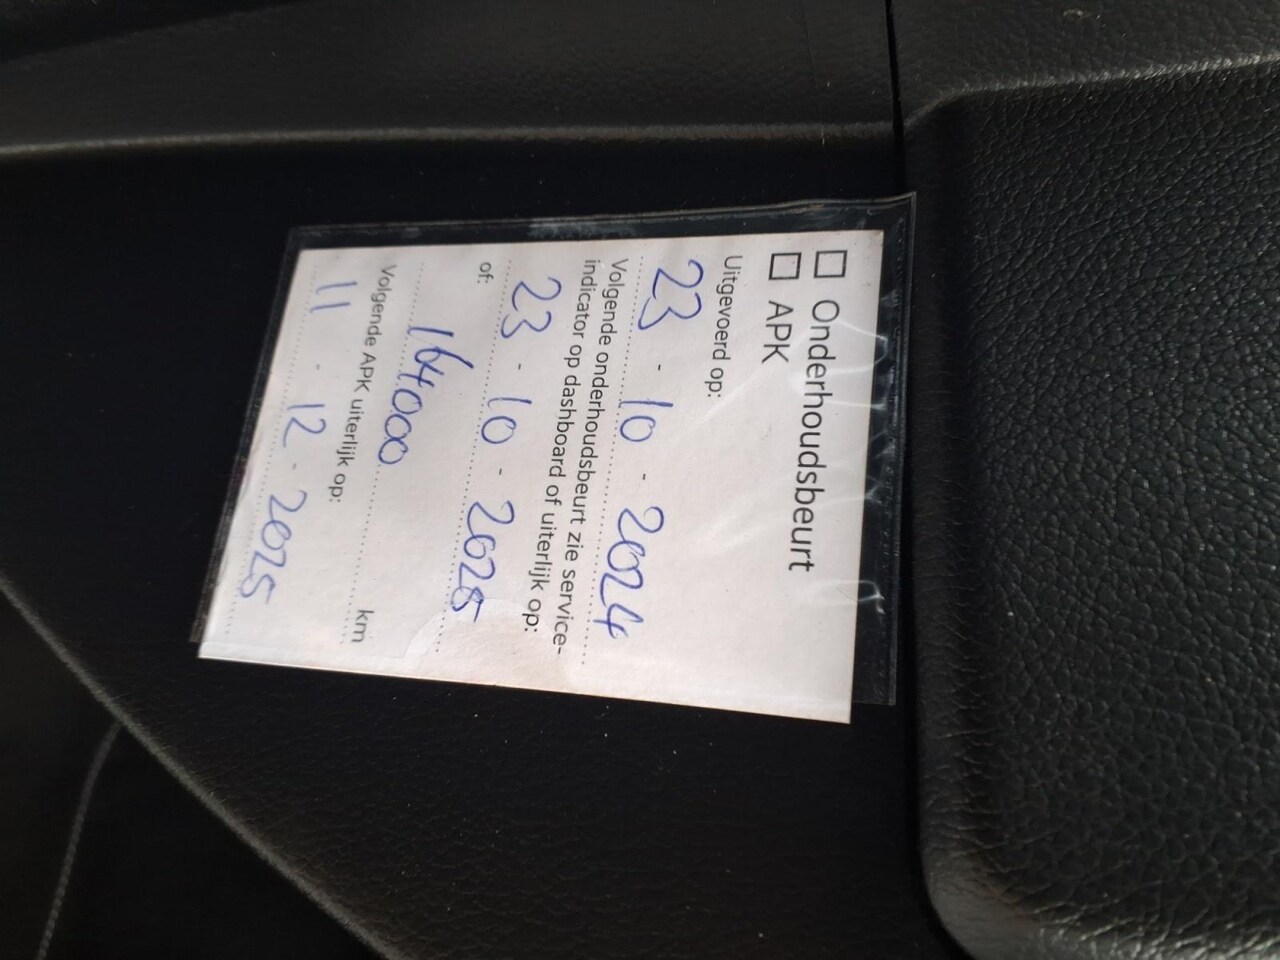 ☐ Onderhoudsbeurt
☐ APK
Uitgevoerd op:
23 - 10 - 2024
Volgende onderhoudsbeurt zie service-
indicator op dashboard of uiterlijk op:
23 - 10 - 2025
of:
164000 km
Volgende APK uiterlijk op:
11 - 12 - 2025